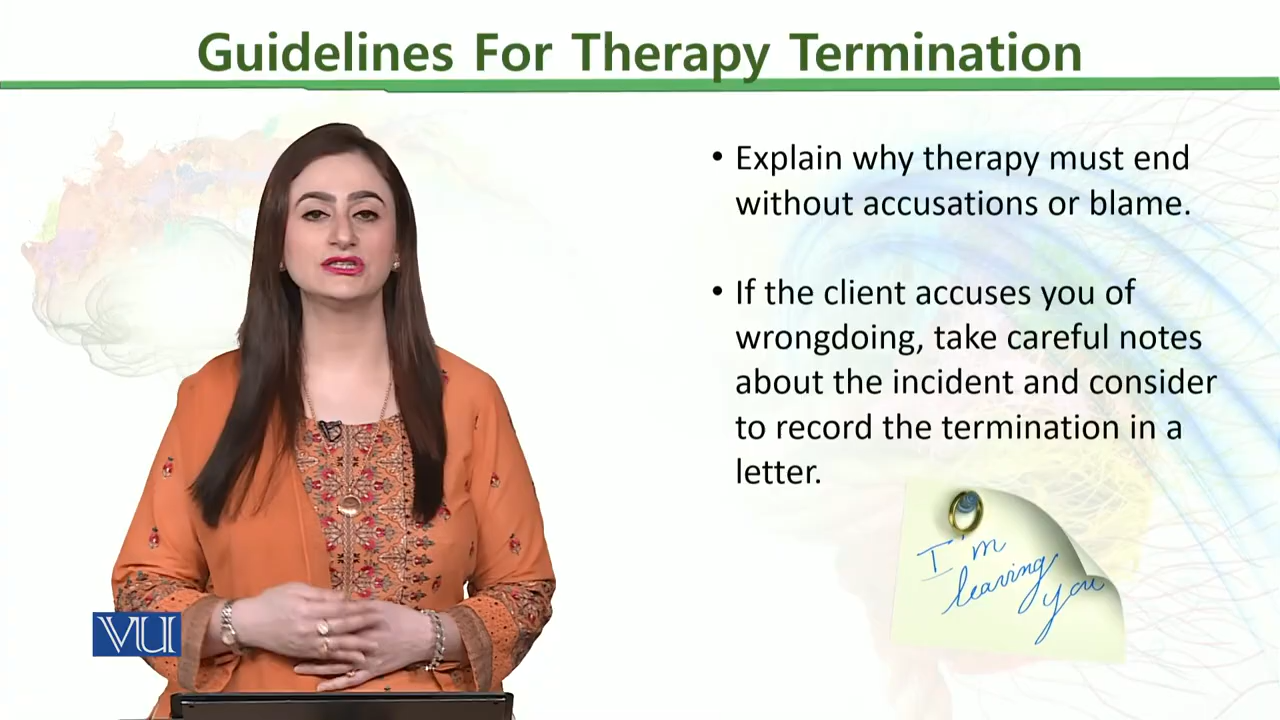 Guidelines For Therapy Termination
• Explain why therapy must end
without accusations or blame.
• If the client accuses you of
wrongdoing, take careful notes
about the incident and consider
to record the termination in a
letter.
I'm
leaving
you
VU